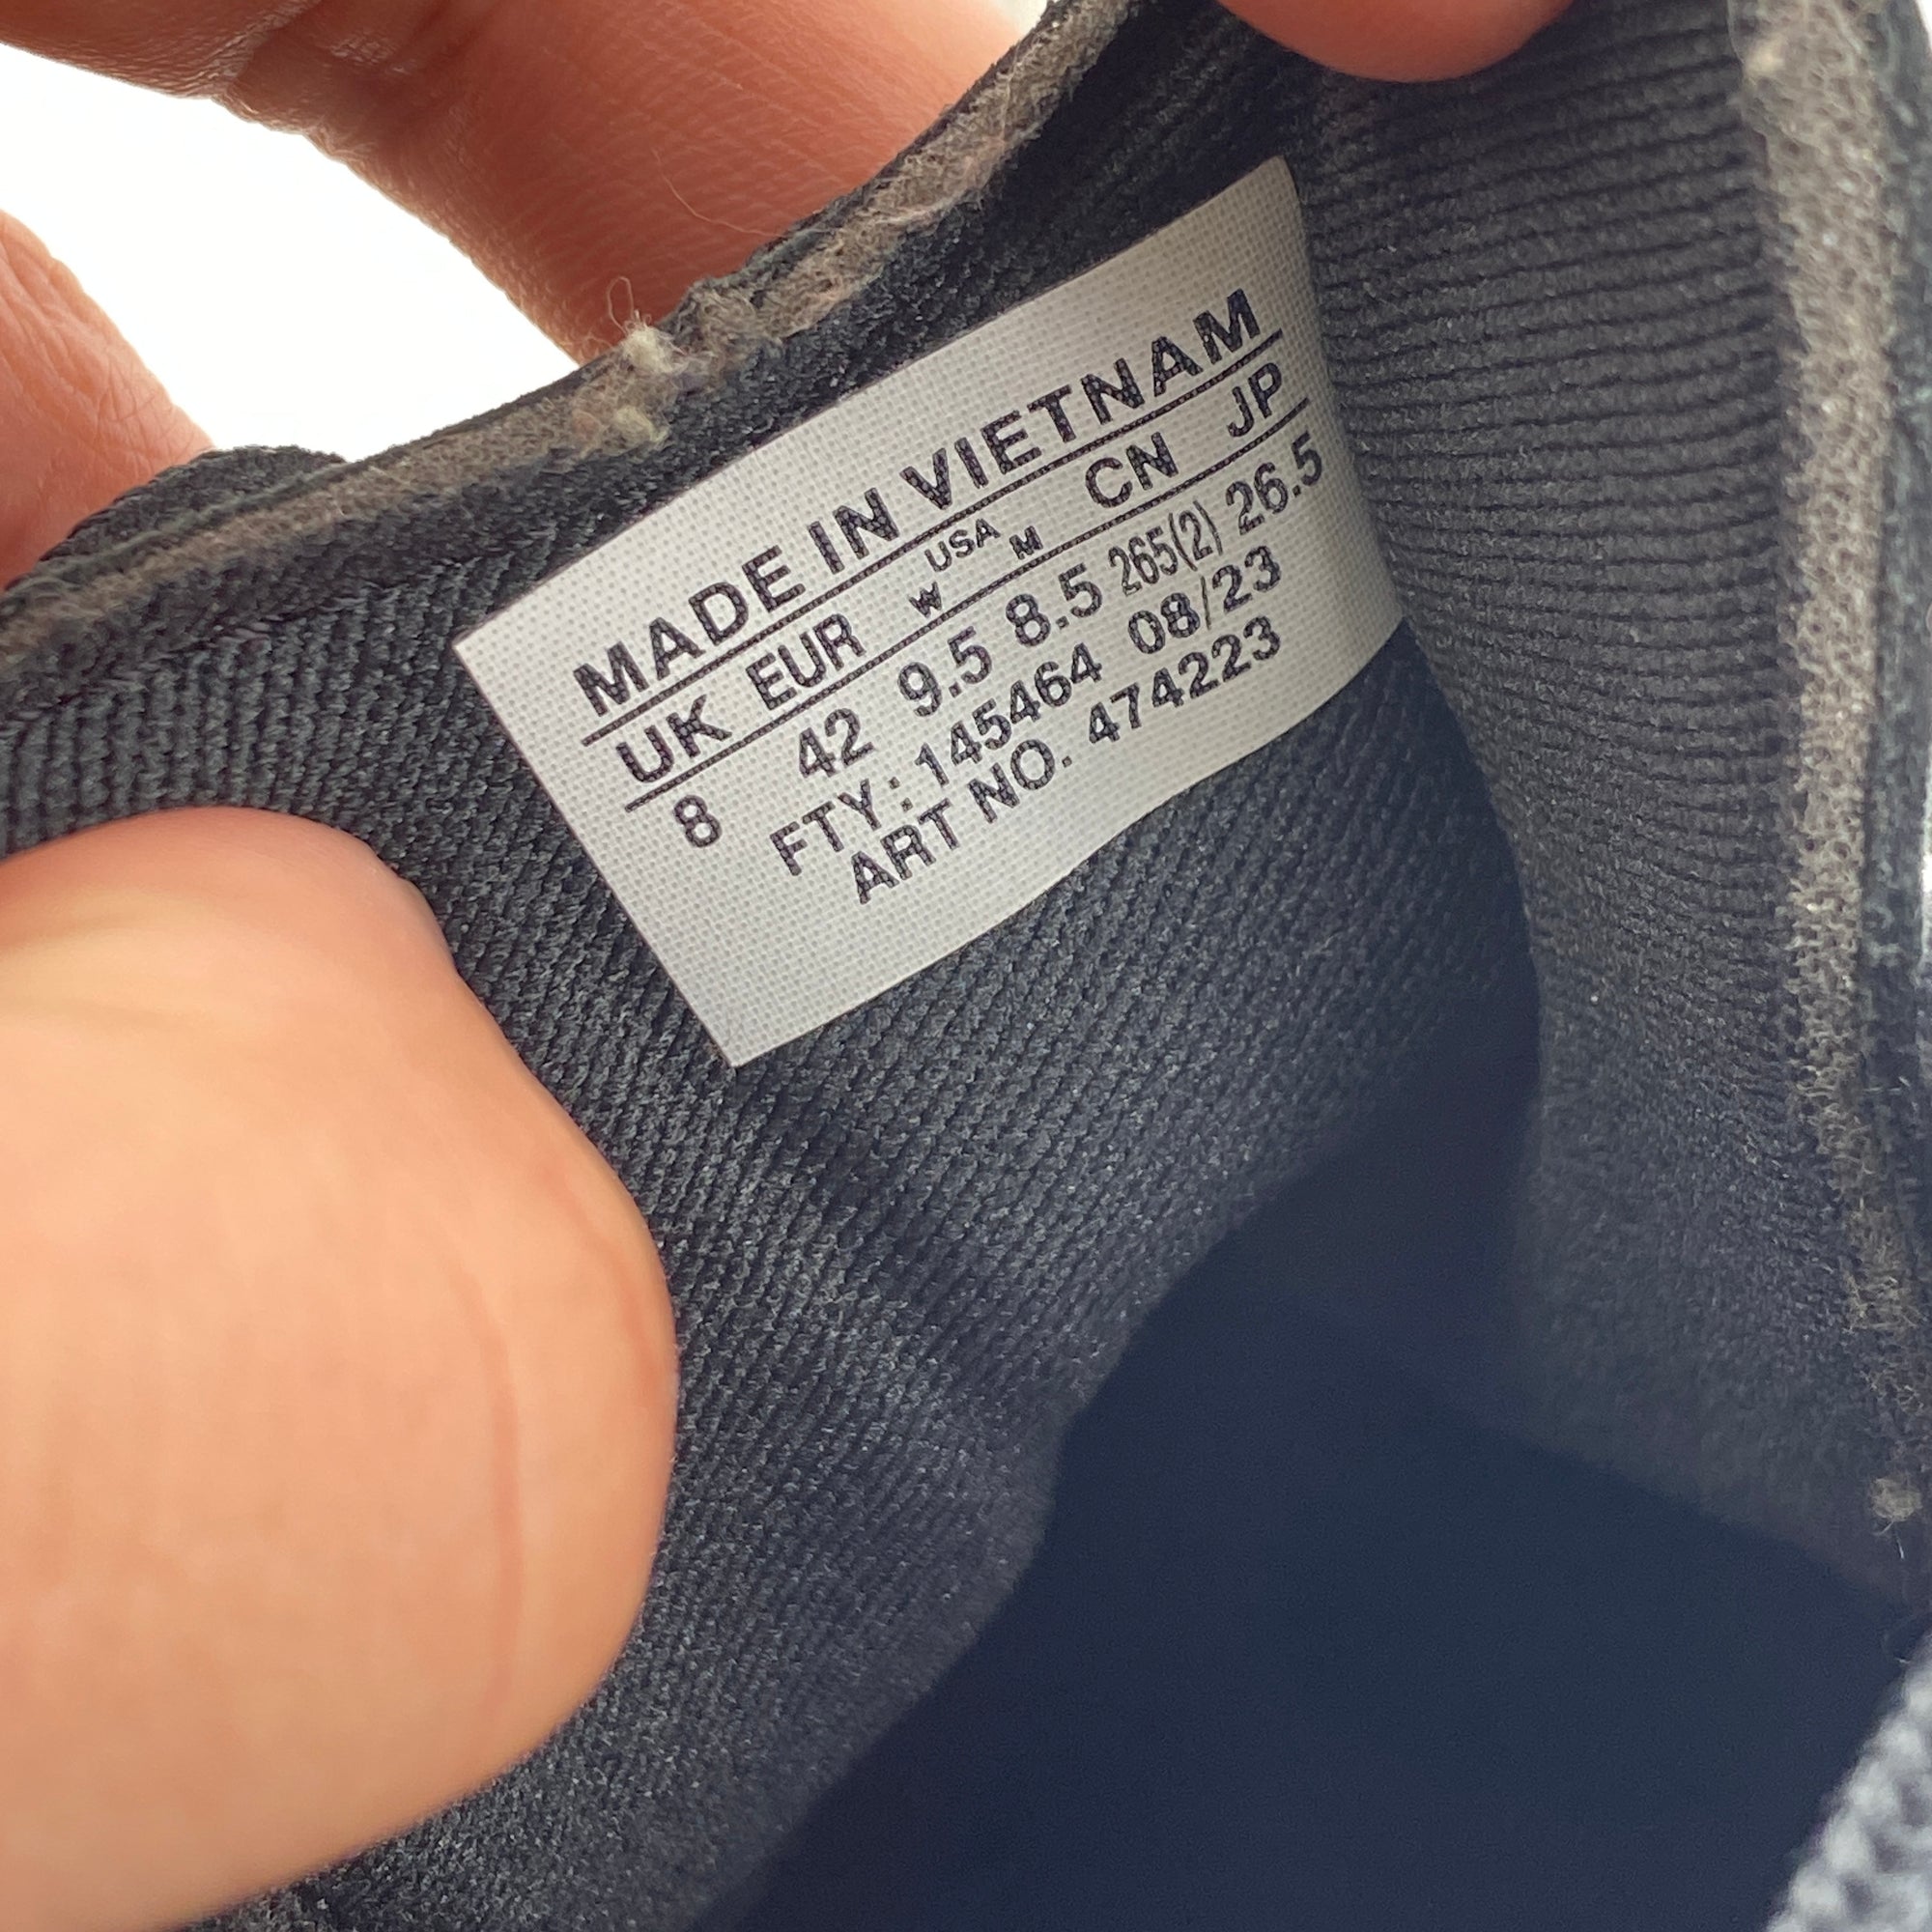 MADE IN VIETNAM
UK EUR USA W M CN JP
8 42 9.5 8.5 265(2) 26.5
FTY: 145464 08/23
ART NO. 474223